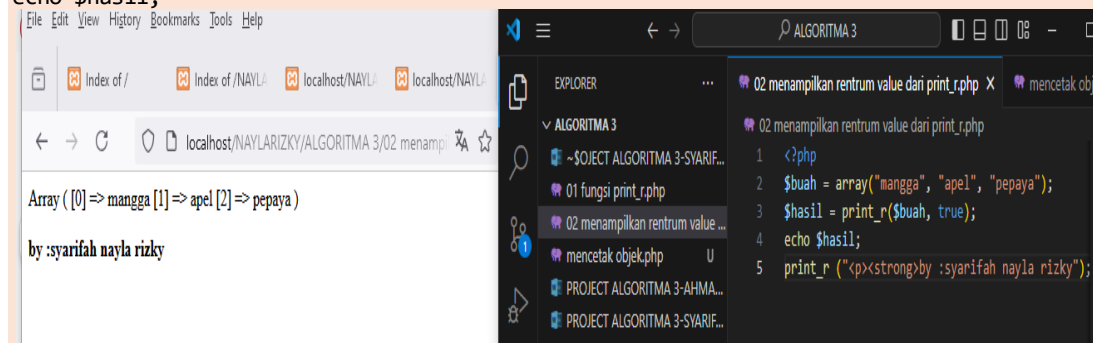 echo $hasil;
File Edit View History Bookmarks Tools Help
Index of / Index of /NAYLA localhost/NAYLA localhost/NAYLA
localhost/NAYLARIZKY/ALGORITMA 3/02 menampi
Array ( [0] => mangga [1] => apel [2] => pepaya )
by :syarifah nayla rizky
ALGORITMA 3
EXPLORER ...
ALGORITMA 3
~$OJECT ALGORITMA 3-SYARIF...
01 fungsi print_r.php
02 menampilkan rentrum value ...
mencetak objek.php U
PROJECT ALGORITMA 3-AHMA...
PROJECT ALGORITMA 3-SYARIF...
1
02 menampilkan rentrum value dari print_r.php X mencetak obj
02 menampilkan rentrum value dari print_r.php
1 <?php
2 $buah = array("mangga", "apel", "pepaya");
3 $hasil = print_r($buah, true);
4 echo $hasil;
5 print_r ("<p><strong>by :syarifah nayla rizky");